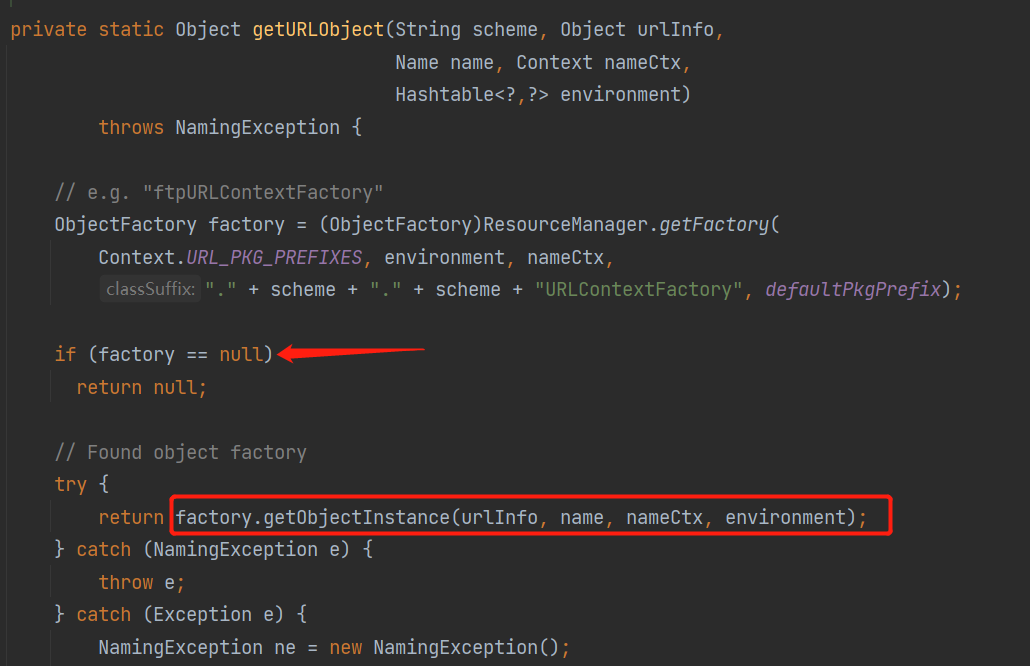 private static Object getURLObject(String scheme, Object urlInfo,
Name name, Context nameCtx,
Hashtable<?,?> environment)
throws NamingException {
// e.g. "ftpURLContextFactory"
ObjectFactory factory = (ObjectFactory)ResourceManager.getFactory(
Context.URL_PKG_PREFIXES, environment, nameCtx,
classSuffix: "." + scheme + "." + scheme + "URLContextFactory", defaultPkgPrefix);
if (factory == null)
return null;
// Found object factory
try {
return factory.getObjectInstance(urlInfo, name, nameCtx, environment);
} catch (NamingException e) {
throw e;
} catch (Exception e) {
NamingException ne = new NamingException();